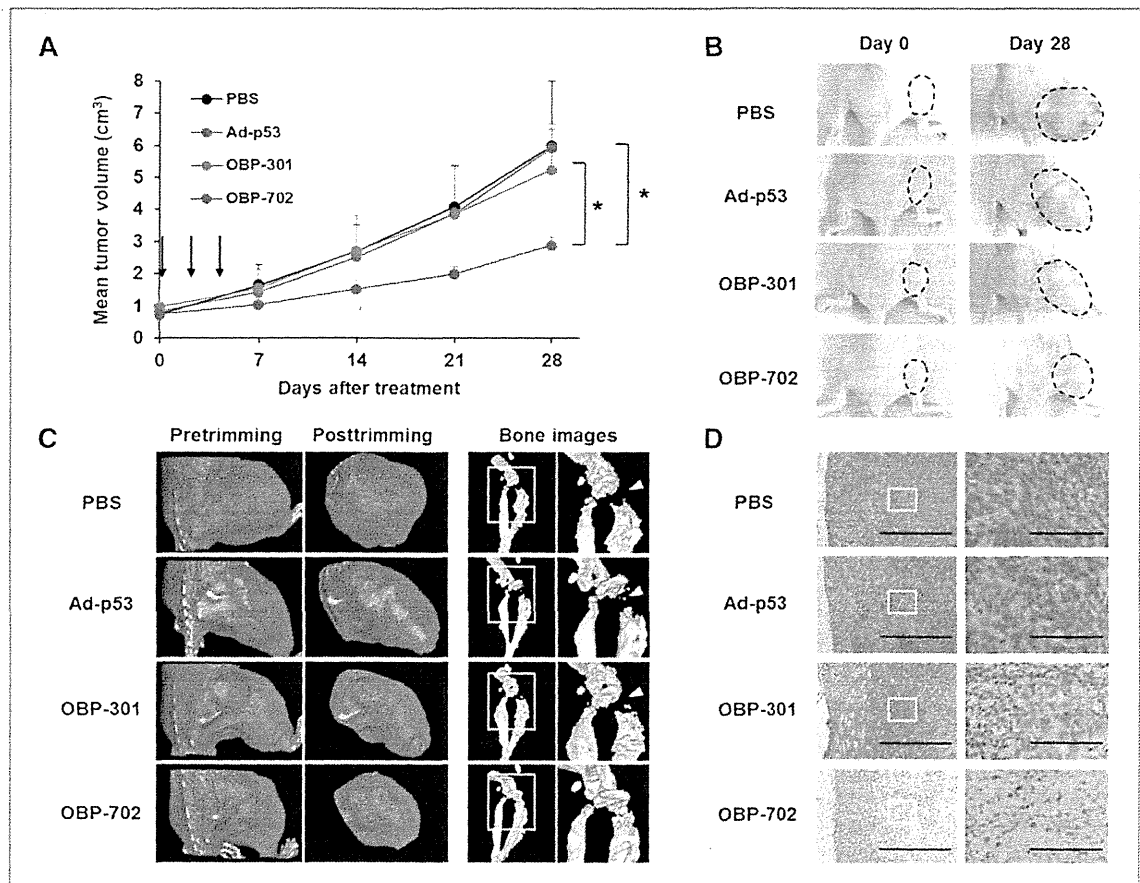 A
Mean tumor volume (cm³)
8
7
6
5
4
3
2
1
0
PBS
Ad-p53
OBP-301
OBP-702
*
*
0
7
14
21
28
Days after treatment
B
Day 0
Day 28
PBS
Ad-p53
OBP-301
OBP-702
C
Pretrimming
Posttrimming
Bone images
PBS
Ad-p53
OBP-301
OBP-702
D
PBS
Ad-p53
OBP-301
OBP-702